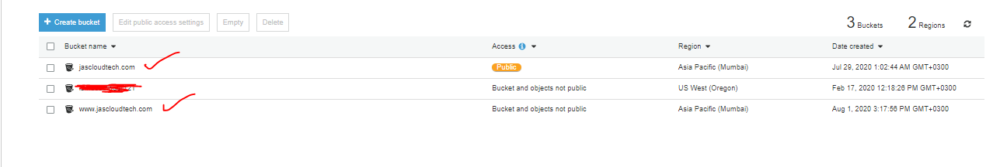 + Create bucket Edit public access settings Empty Delete 3 Buckets 2 Regions
Bucket name Access Region Date created
jascloudtech.com Public Asia Pacific (Mumbai) Jul 29, 2020 1:02:44 AM GMT+0300
Bucket and objects not public US West (Oregon) Feb 17, 2020 12:18:26 PM GMT+0300
www.jascloudtech.com Bucket and objects not public Asia Pacific (Mumbai) Aug 1, 2020 3:17:56 PM GMT+0300